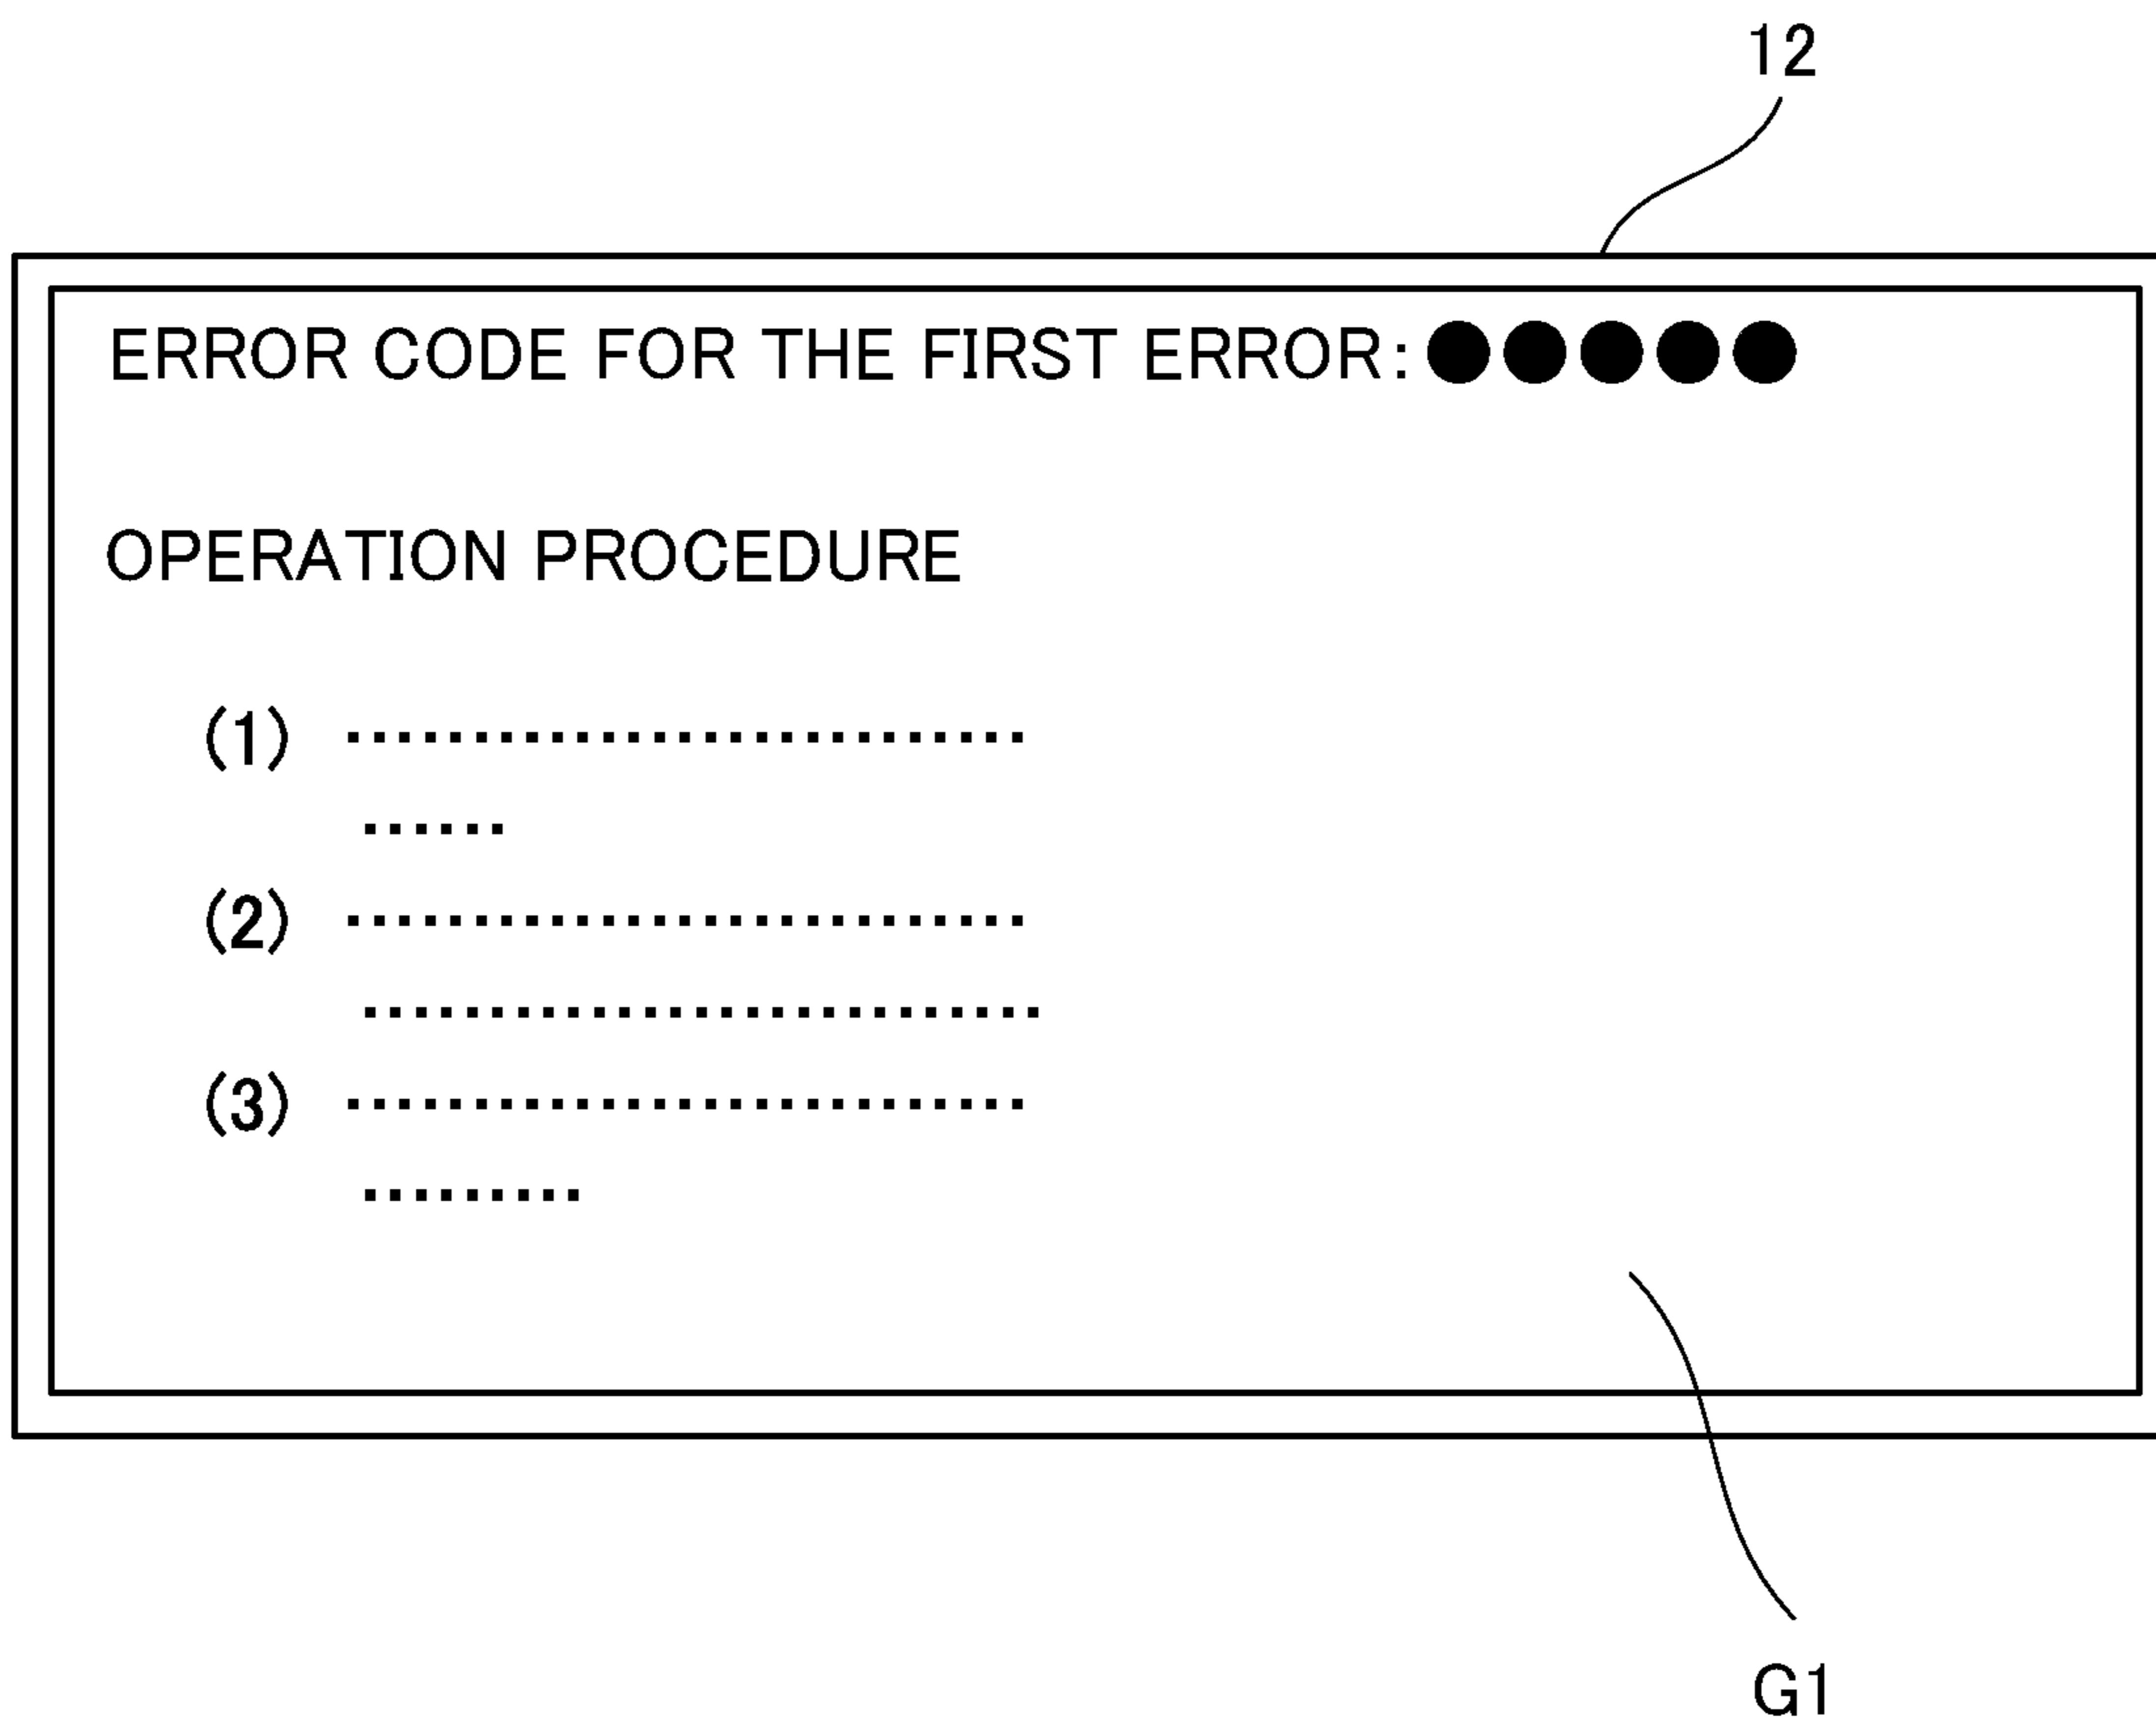 12
ERROR CODE FOR THE FIRST ERROR:●●●●●
OPERATION PROCEDURE
(1) ···························
······
(2) ···························
···························
(3) ···························
·········
G1